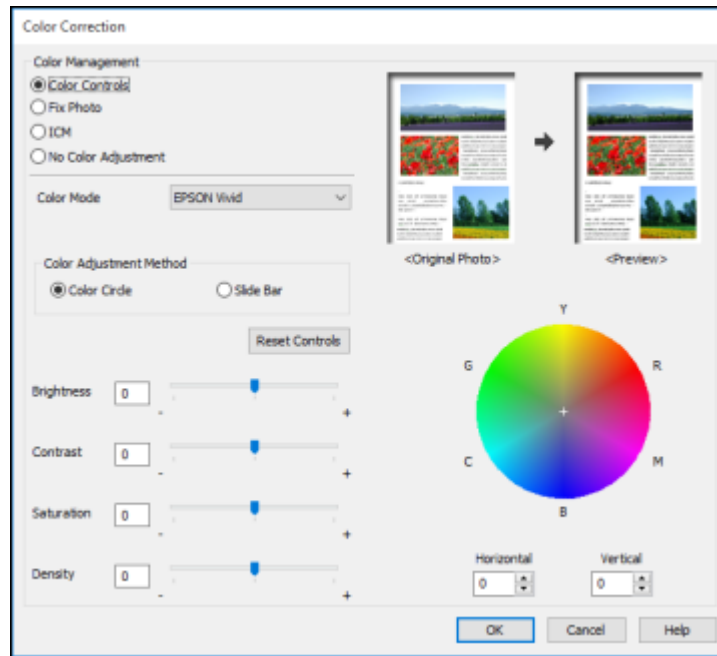 Color Correction
Color Management
Color Controls
Fix Photo
ICM
No Color Adjustment
Color Mode
EPSON Vivid
<Original Photo>
<Preview>
Color Adjustment Method
Color Circle
Slide Bar
Reset Controls
Brightness
0
-
+
Contrast
0
-
+
Saturation
0
-
+
Density
0
-
+
Y
G
R
C
M
B
Horizontal
Vertical
0
0
OK
Cancel
Help